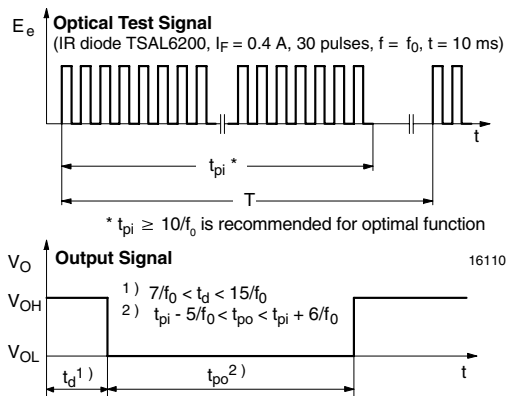 E_e Optical Test Signal
(IR diode TSAL6200, I_F = 0.4 A, 30 pulses, f = f_0, t = 10 ms)
t
t_pi *
T
* t_pi ≥ 10/f_0 is recommended for optimal function
V_O Output Signal 16110
V_OH
1) 7/f_0 < t_d < 15/f_0
2) t_pi - 5/f_0 < t_po < t_pi + 6/f_0
V_OL
t_d 1) t_po 2) t